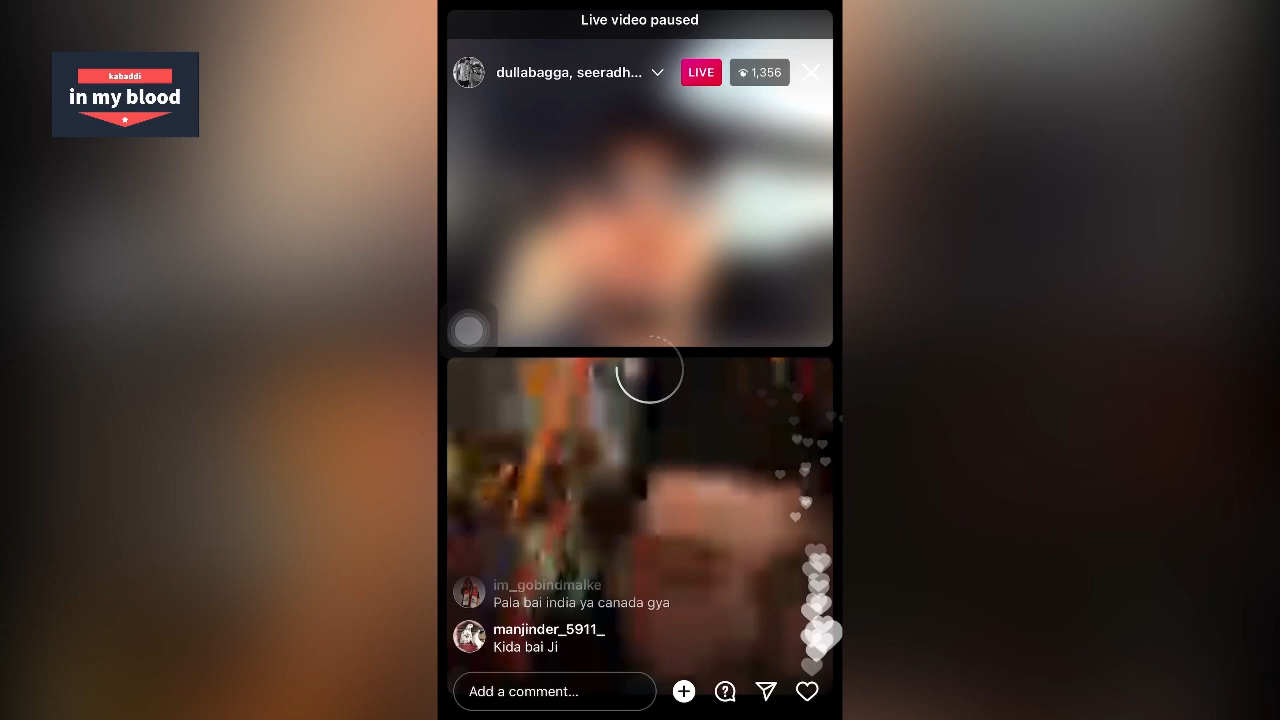 Live video paused
kabaddi
in my blood
dullabagga, seeradh...
LIVE
1,356
im_gobindmalke
Pala bai india ya canada gya
manjinder_5911_
Kida bai Ji
Add a comment...